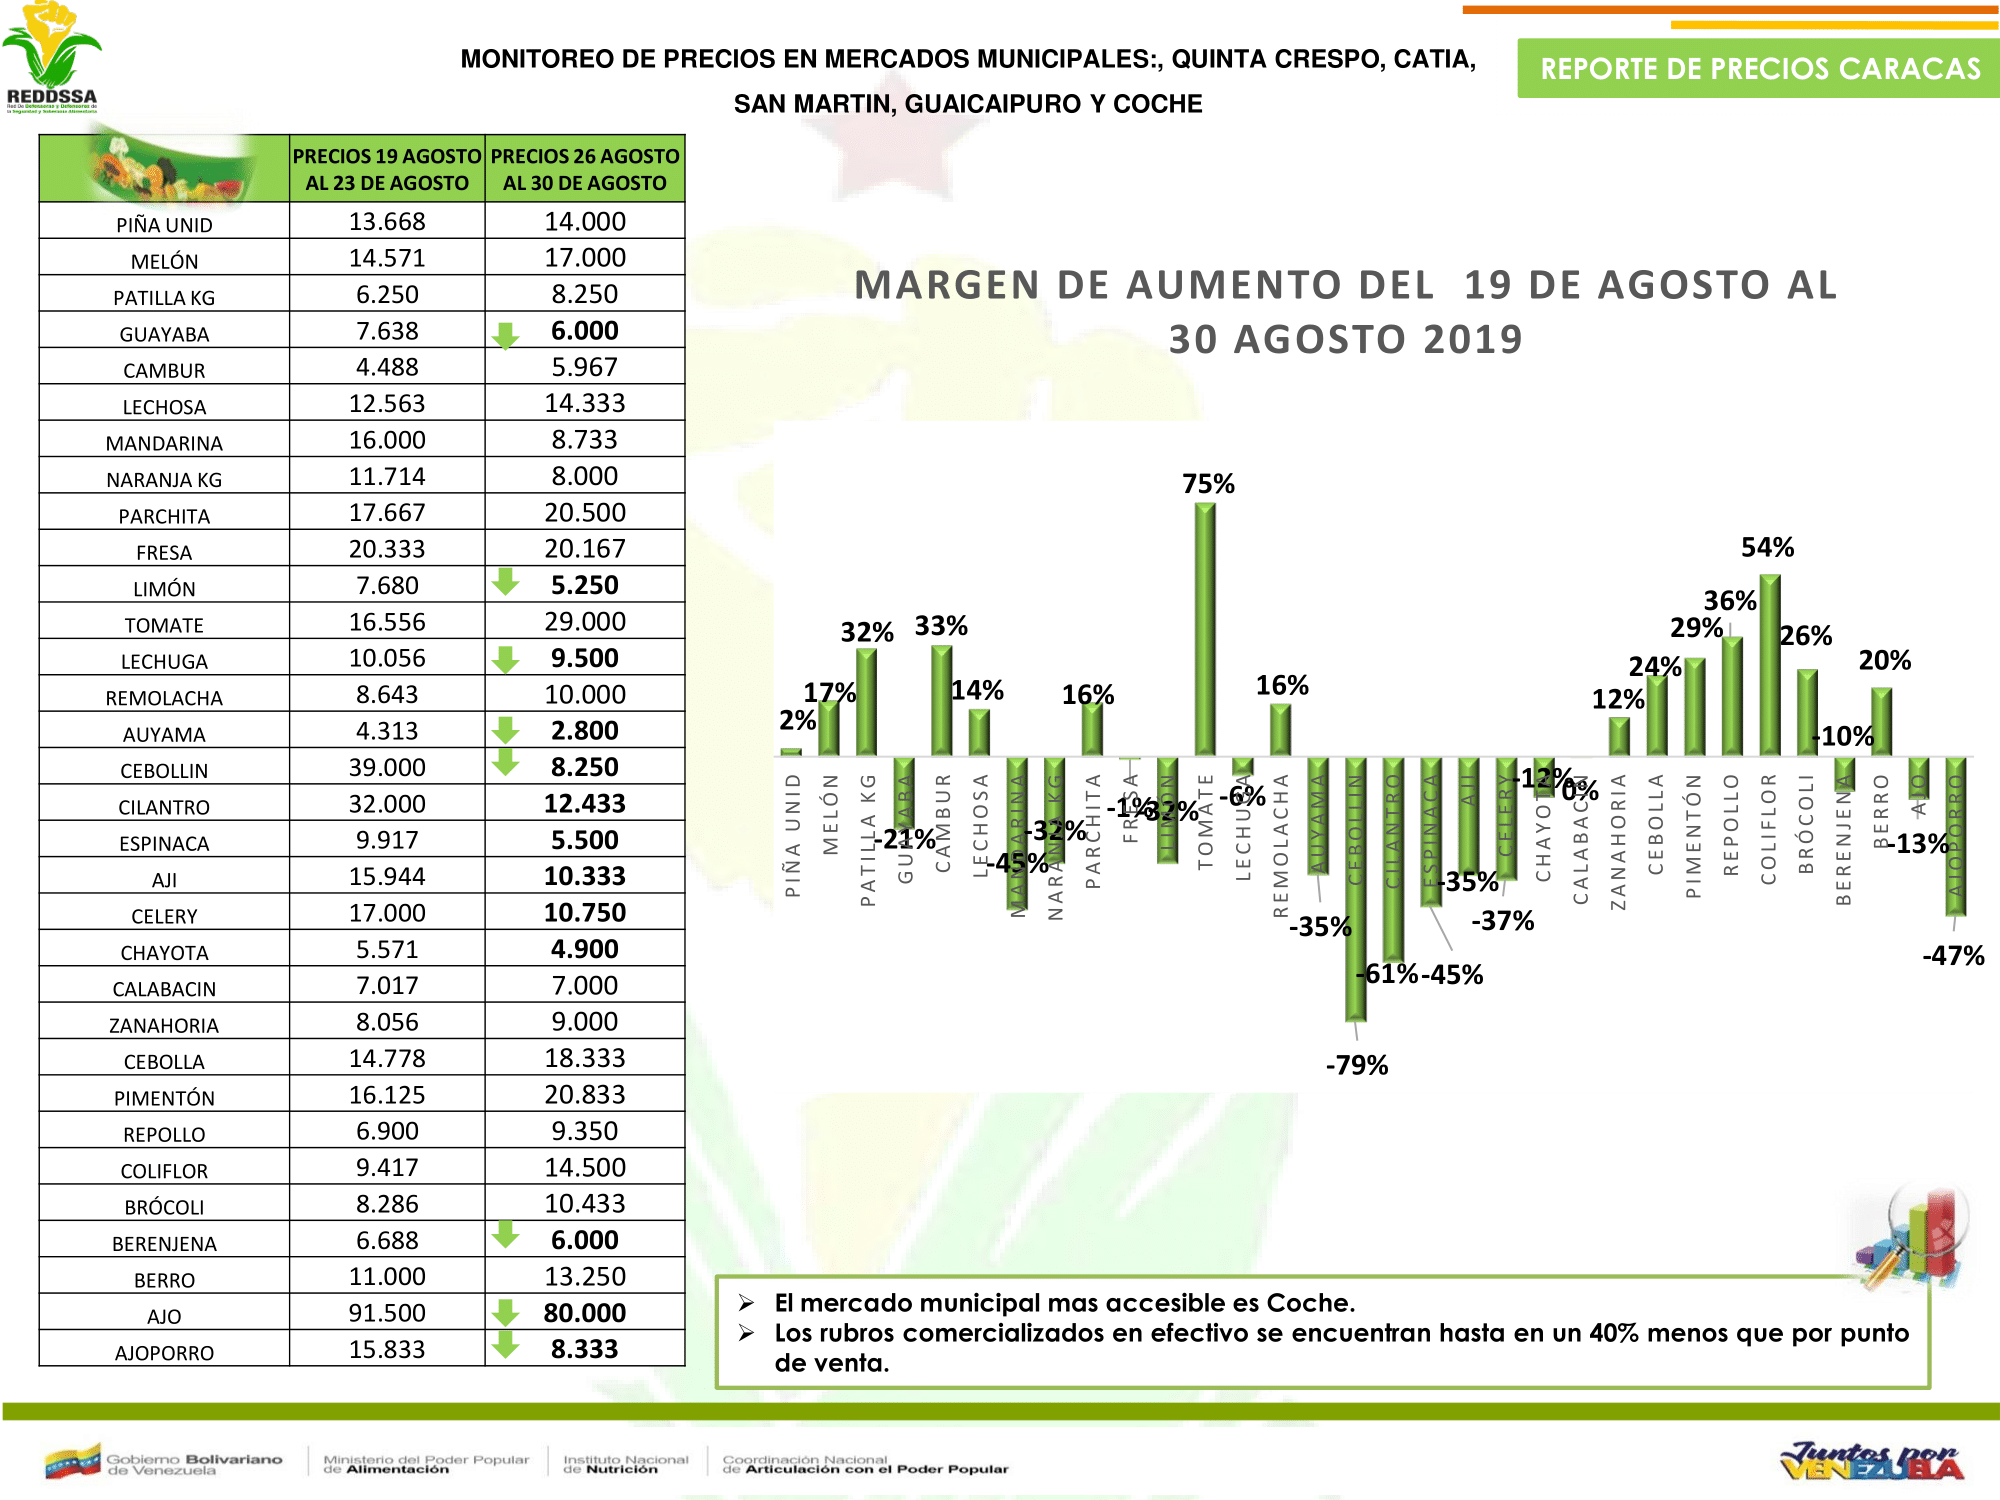 REDDSSA
Red De Defensoras y Defensores de
la Seguridad y Soberanía Alimentaria
MONITOREO DE PRECIOS EN MERCADOS MUNICIPALES:, QUINTA CRESPO, CATIA,
SAN MARTIN, GUAICAIPURO Y COCHE
REPORTE DE PRECIOS CARACAS
PRECIOS 19 AGOSTO AL 23 DE AGOSTO PRECIOS 26 AGOSTO AL 30 DE AGOSTO
PIÑA UNID 13.668 14.000
MELÓN 14.571 17.000
PATILLA KG 6.250 8.250
GUAYABA 7.638 6.000
CAMBUR 4.488 5.967
LECHOSA 12.563 14.333
MANDARINA 16.000 8.733
NARANJA KG 11.714 8.000
PARCHITA 17.667 20.500
FRESA 20.333 20.167
LIMÓN 7.680 5.250
TOMATE 16.556 29.000
LECHUGA 10.056 9.500
REMOLACHA 8.643 10.000
AUYAMA 4.313 2.800
CEBOLLIN 39.000 8.250
CILANTRO 32.000 12.433
ESPINACA 9.917 5.500
AJI 15.944 10.333
CELERY 17.000 10.750
CHAYOTA 5.571 4.900
CALABACIN 7.017 7.000
ZANAHORIA 8.056 9.000
CEBOLLA 14.778 18.333
PIMENTÓN 16.125 20.833
REPOLLO 6.900 9.350
COLIFLOR 9.417 14.500
BRÓCOLI 8.286 10.433
BERENJENA 6.688 6.000
BERRO 11.000 13.250
AJO 91.500 80.000
AJOPORRO 15.833 8.333
MARGEN DE AUMENTO DEL 19 DE AGOSTO AL
30 AGOSTO 2019
2%
17%
32%
-21%
33%
14%
-45%
-32%
16%
-1%
-32%
75%
-6%
16%
-35%
-79%
-61%
-45%
-35%
-37%
-12%
0%
12%
24%
29%
36%
54%
26%
-10%
20%
-13%
-47%
PIÑA UNID
MELÓN
PATILLA KG
GUAYABA
CAMBUR
LECHOSA
MANDARINA
NARANJA KG
PARCHITA
FRESA
LIMÓN
TOMATE
LECHUGA
REMOLACHA
AUYAMA
CEBOLLIN
CILANTRO
ESPINACA
AJI
CELERY
CHAYOTA
CALABACIN
ZANAHORIA
CEBOLLA
PIMENTÓN
REPOLLO
COLIFLOR
BRÓCOLI
BERENJENA
BERRO
AJO
AJOPORRO
➢ El mercado municipal mas accesible es Coche.
➢ Los rubros comercializados en efectivo se encuentran hasta en un 40% menos que por punto
de venta.
Gobierno Bolivariano
de Venezuela
Ministerio del Poder Popular
de Alimentación
Instituto Nacional
de Nutrición
Coordinación Nacional
de Articulación con el Poder Popular
Juntos por
VENEZUELA